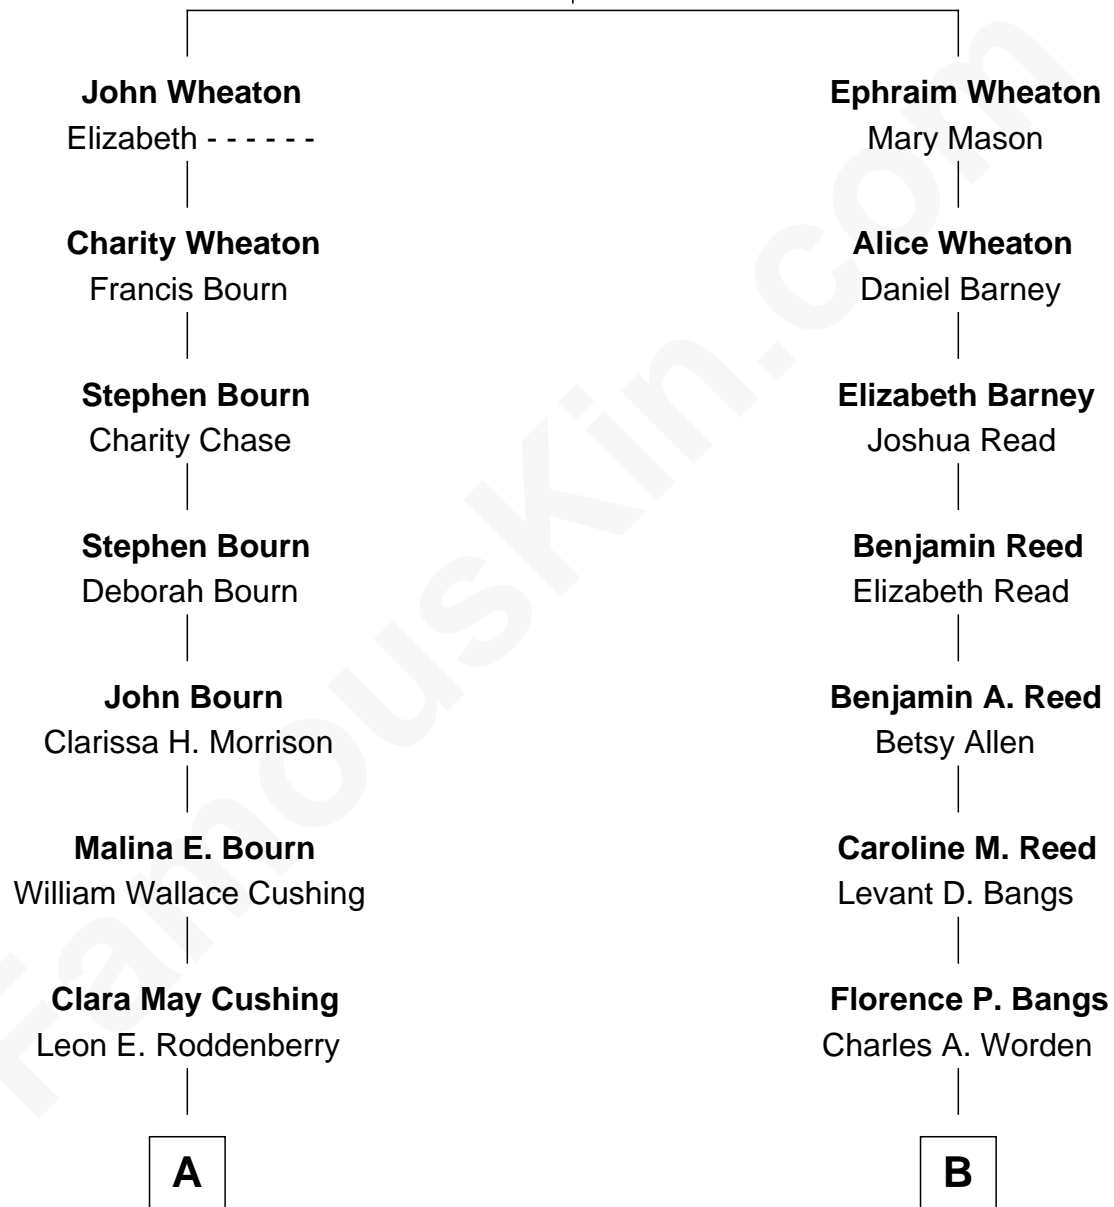 John Wheaton
Elizabeth - - - - - -
Charity Wheaton
Francis Bourn
Stephen Bourn
Charity Chase
Stephen Bourn
Deborah Bourn
John Bourn
Clarissa H. Morrison
Malina E. Bourn
William Wallace Cushing
Clara May Cushing
Leon E. Roddenberry
A
Ephraim Wheaton
Mary Mason
Alice Wheaton
Daniel Barney
Elizabeth Barney
Joshua Read
Benjamin Reed
Elizabeth Read
Benjamin A. Reed
Betsy Allen
Caroline M. Reed
Levant D. Bangs
Florence P. Bangs
Charles A. Worden
B
FamousKin.com